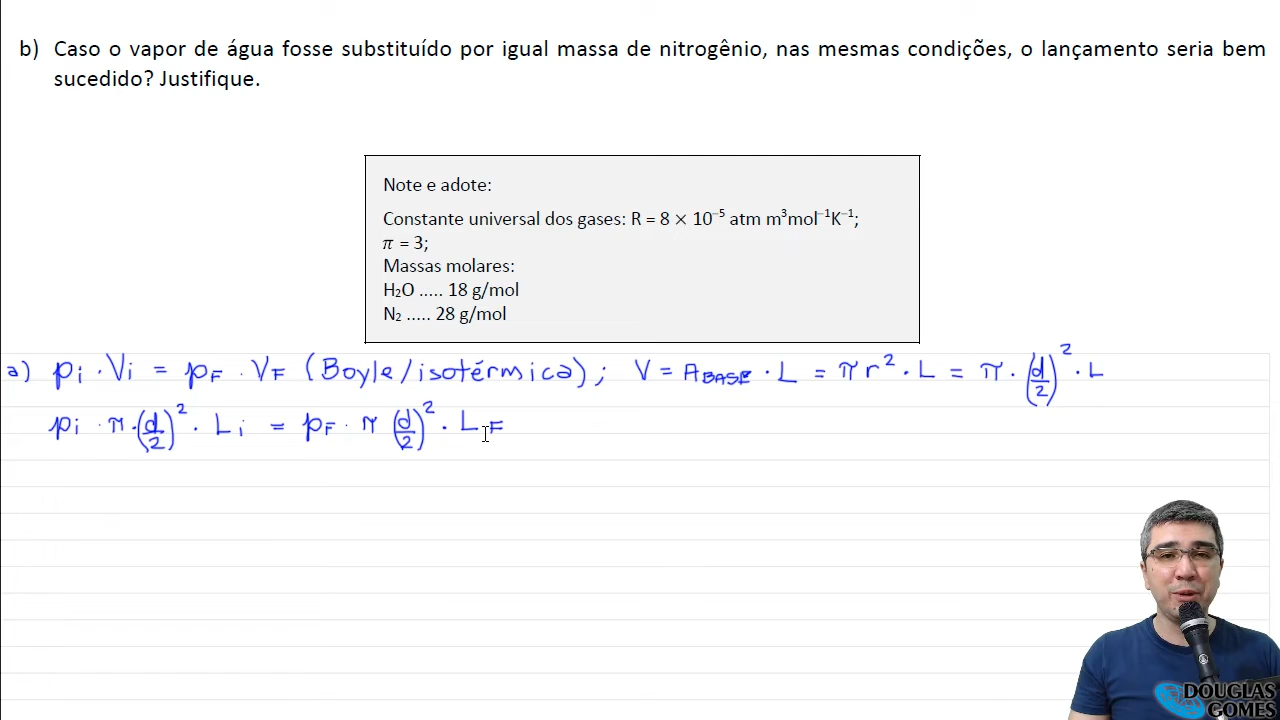 b) Caso o vapor de água fosse substituído por igual massa de nitrogênio, nas mesmas condições, o lançamento seria bem
sucedido? Justifique.
Note e adote:
Constante universal dos gases: R = 8 × 10⁻⁵ atm m³mol⁻¹K⁻¹;
π = 3;
Massas molares:
H₂O ..... 18 g/mol
N₂ ..... 28 g/mol
a) pi · Vi = pF · VF (Boyle/isotérmica) ; V = ABASE · L = πr² · L = π · (d/2)² · L
pi · π · (d/2)² · Li = pF · π (d/2)² · LF
DOUGLAS
GOMES